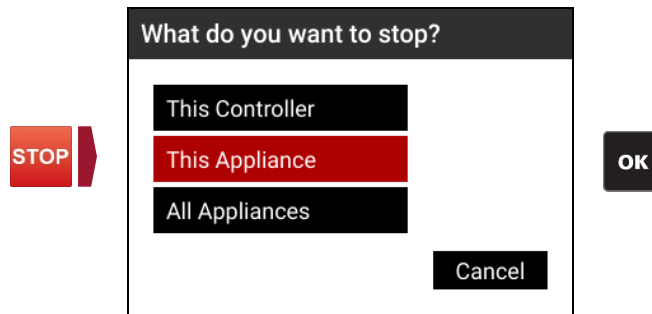 What do you want to stop?
This Controller
STOP
This Appliance
OK
All Appliances
Cancel